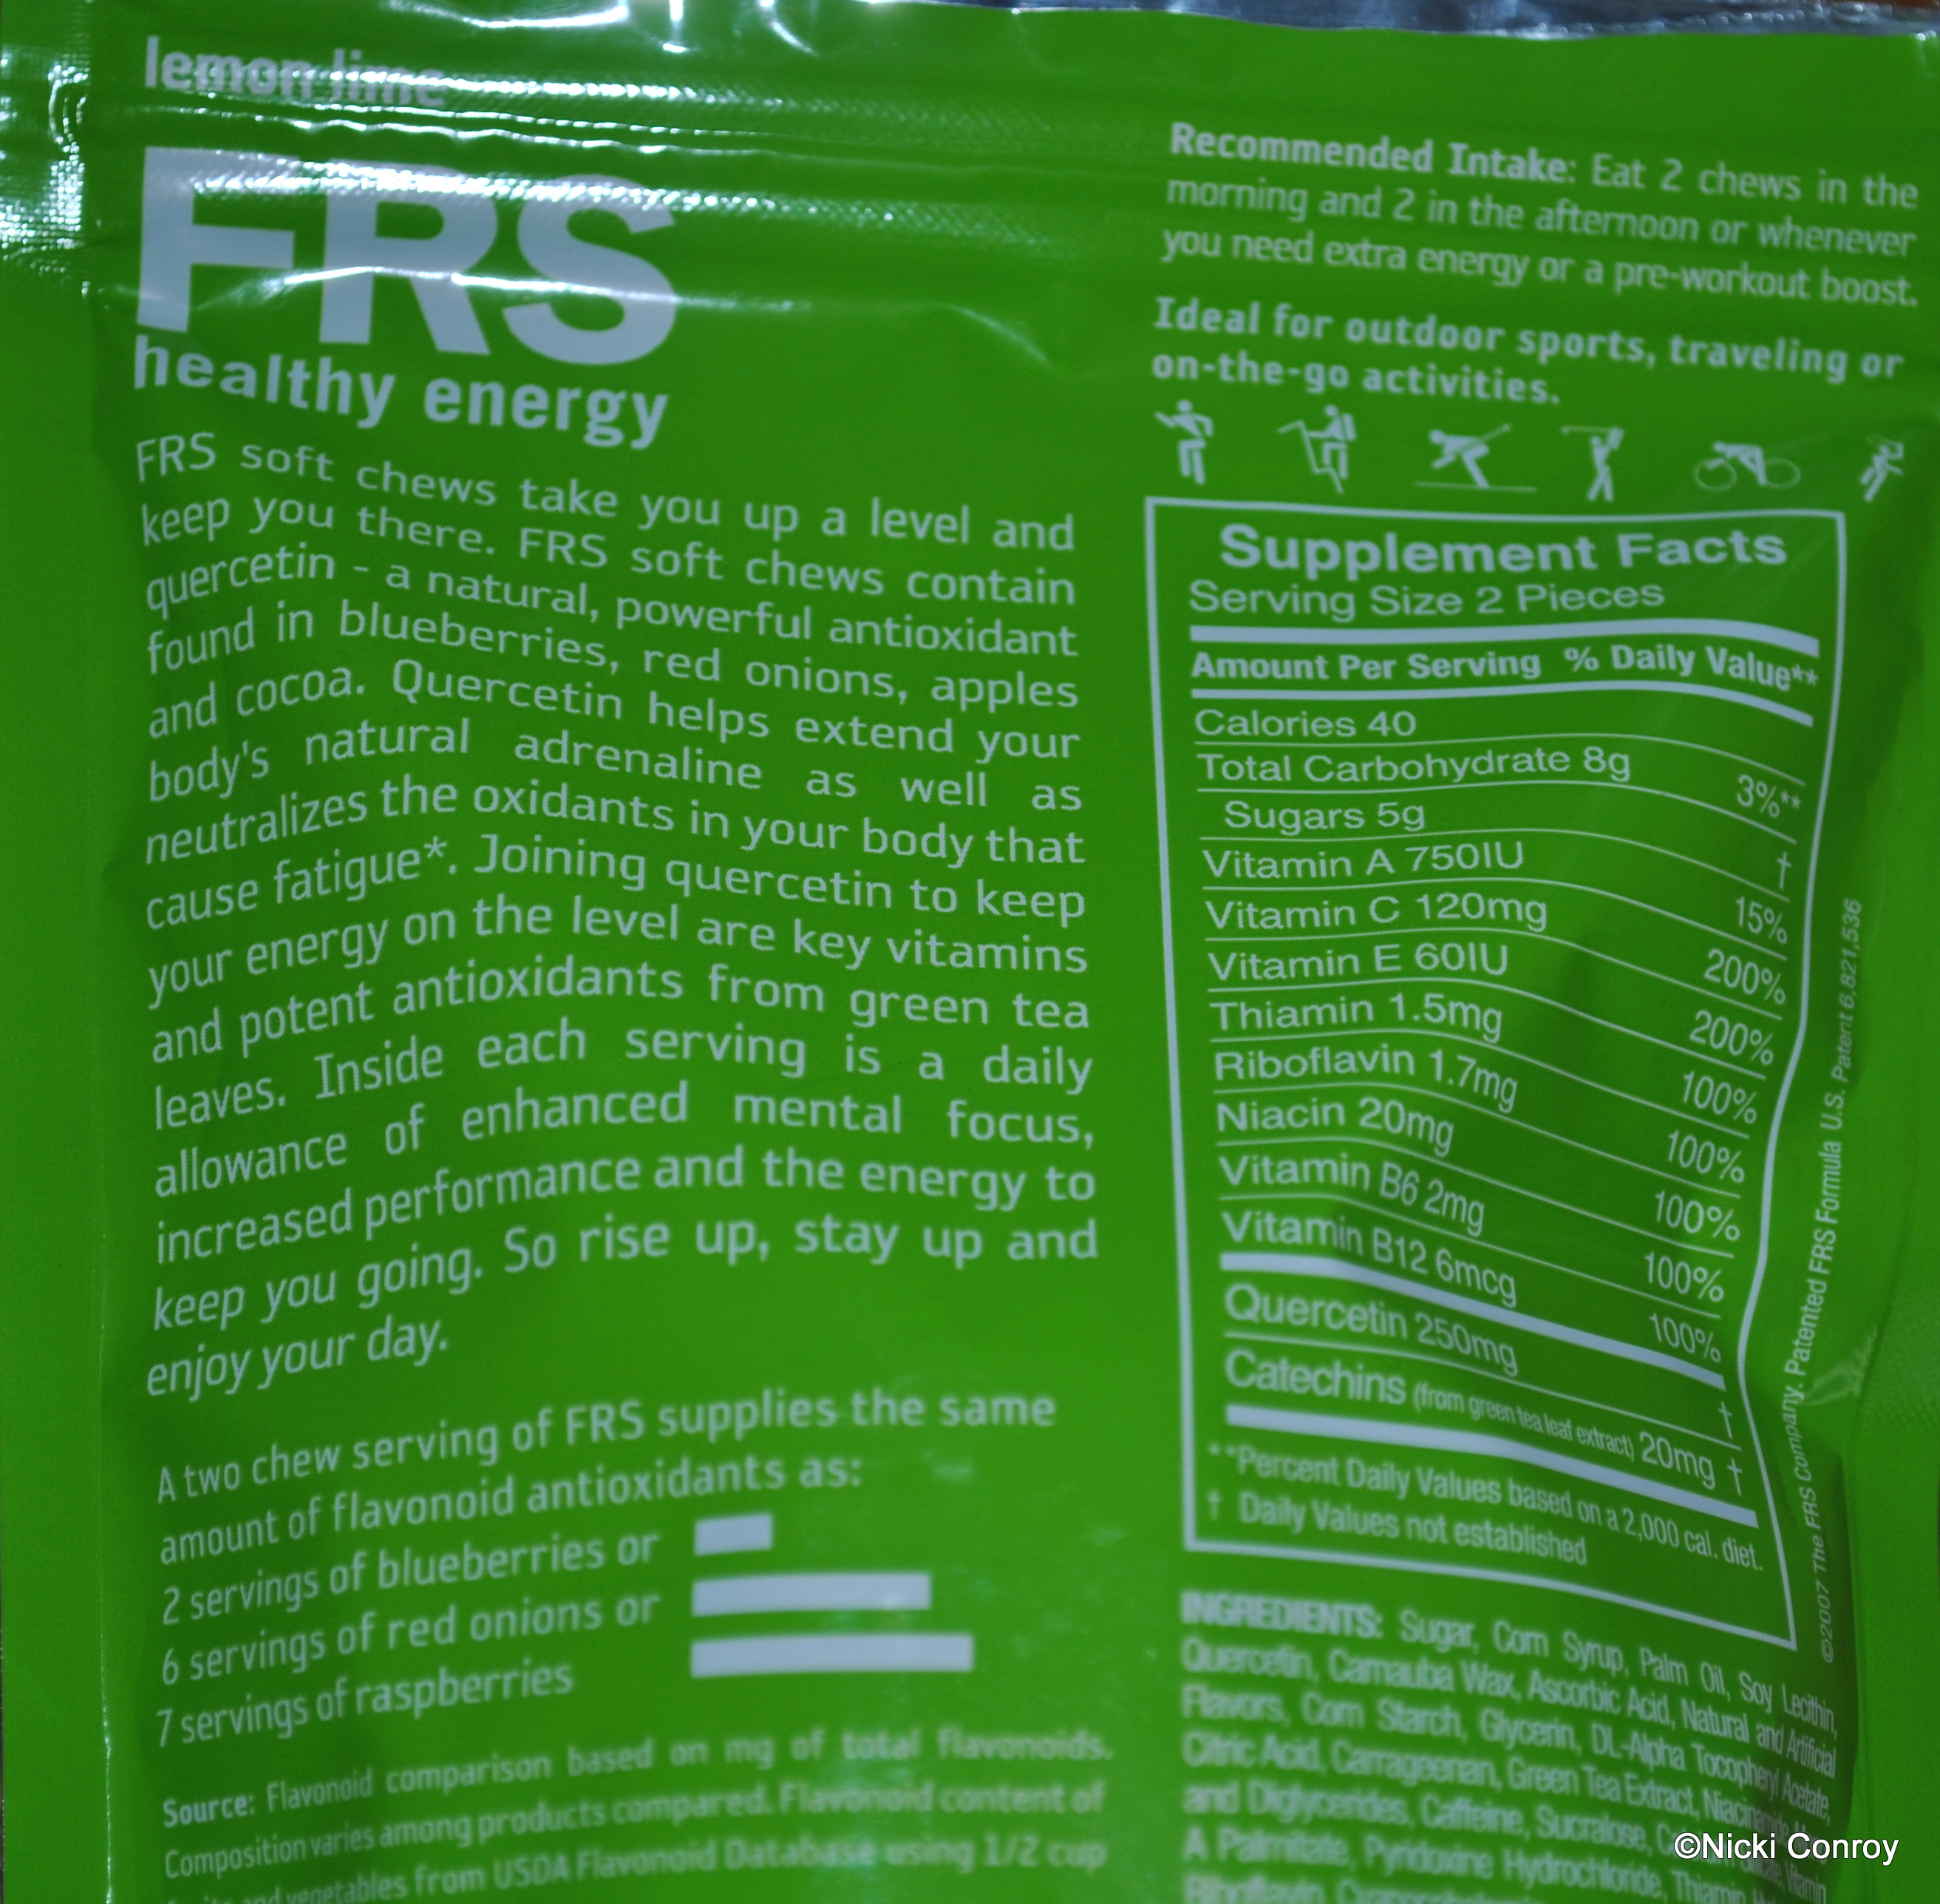 lemon lime
FRS
healthy energy
FRS soft chews take you up a level and
keep you there. FRS soft chews contain
quercetin - a natural, powerful antioxidant
found in blueberries, red onions, apples
and cocoa. Quercetin helps extend your
body's natural adrenaline as well as
neutralizes the oxidants in your body that
cause fatigue*. Joining quercetin to keep
your energy on the level are key vitamins
and potent antioxidants from green tea
leaves. Inside each serving is a daily
allowance of enhanced mental focus,
increased performance and the energy to
keep you going. So rise up, stay up and
enjoy your day.
A two chew serving of FRS supplies the same
amount of flavonoid antioxidants as:
2 servings of blueberries or
6 servings of red onions or
7 servings of raspberries
Source: Flavonoid comparison based on mg of total flavonoids.
Composition varies among products compared. Flavonoid content of
and vegetables from USDA Flavonoid Database using 1/2 cup
Recommended Intake: Eat 2 chews in the
morning and 2 in the afternoon or whenever
you need extra energy or a pre-workout boost.
Ideal for outdoor sports, traveling or
on-the-go activities.
Supplement Facts
Serving Size 2 Pieces
Amount Per Serving % Daily Value**
Calories 40
Total Carbohydrate 8g 3%**
Sugars 5g †
Vitamin A 750IU 15%
Vitamin C 120mg 200%
Vitamin E 60IU 200%
Thiamin 1.5mg 100%
Riboflavin 1.7mg 100%
Niacin 20mg 100%
Vitamin B6 2mg 100%
Vitamin B12 6mcg 100%
Quercetin 250mg †
Catechins (from green tea leaf extract) 20mg †
**Percent Daily Values based on a 2,000 cal. diet.
† Daily Values not established
©2007 The FRS Company. Patented FRS Formula U.S. Patent 6,821,536
INGREDIENTS: Sugar, Corn Syrup, Palm Oil, Soy Lecithin,
Quercetin, Carnauba Wax, Ascorbic Acid, Natural and Artificial
Flavors, Corn Starch, Glycerin, DL-Alpha Tocopheryl Acetate,
Citric Acid, Carrageenan, Green Tea Extract, Niacinamide
and Diglycerides, Caffeine, Sucralose, Vitamin
A Palmitate, Pyridoxine Hydrochloride, Thiamin
Riboflavin,
©Nicki Conroy